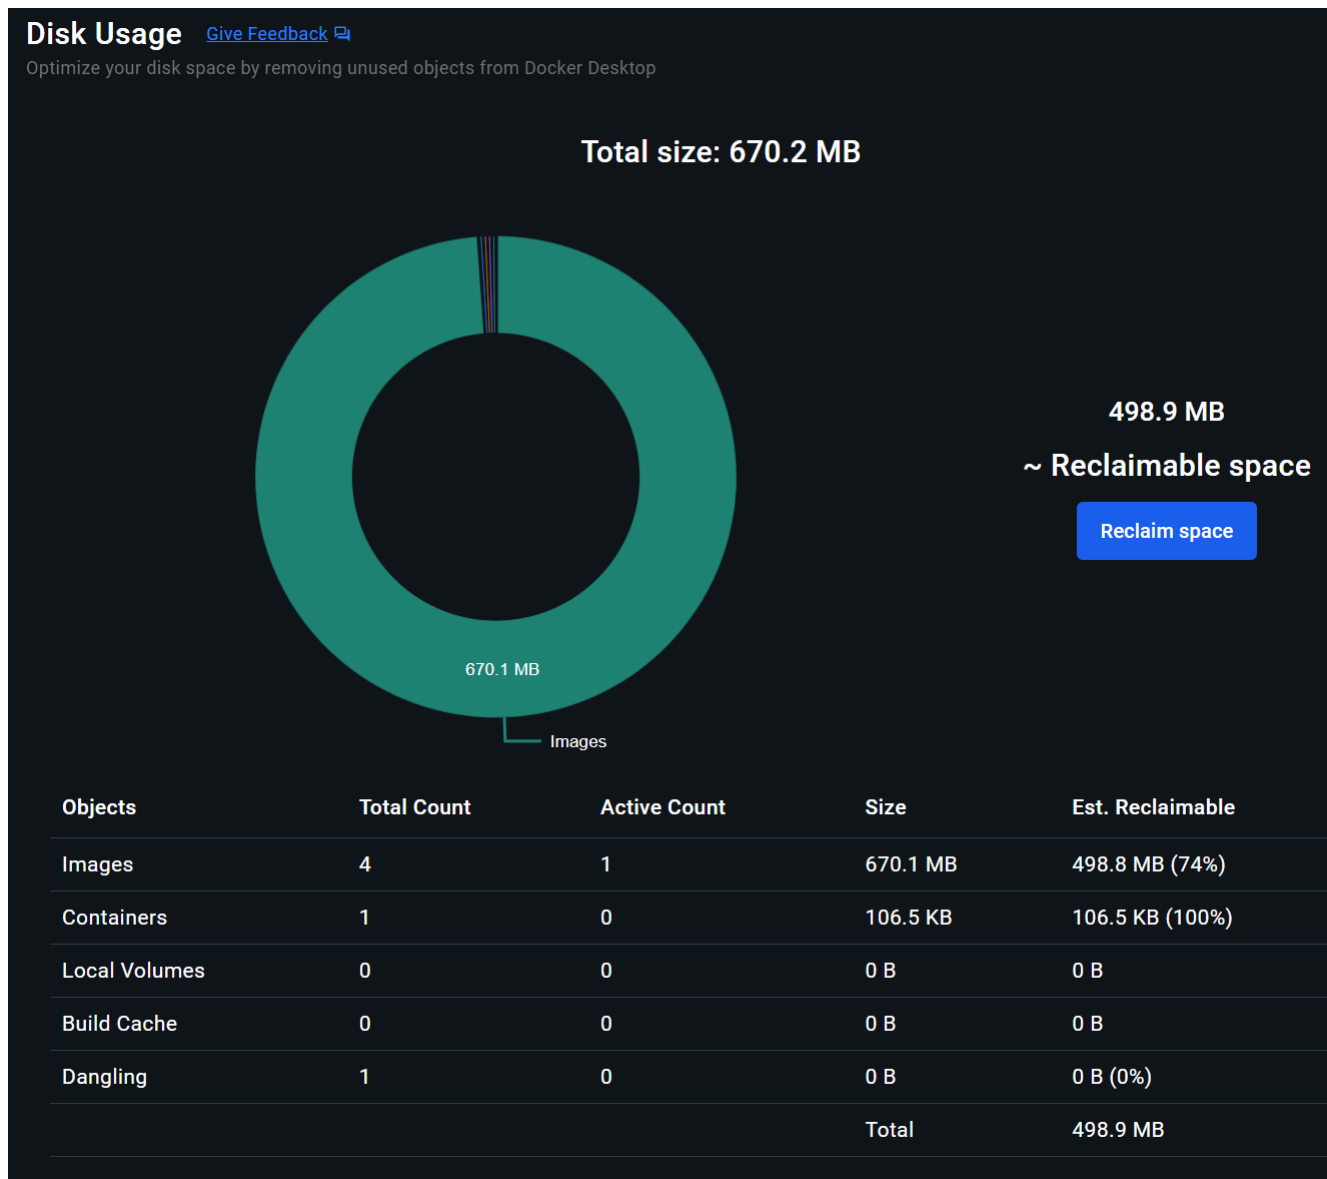 Disk Usage Give Feedback
Optimize your disk space by removing unused objects from Docker Desktop
Total size: 670.2 MB
498.9 MB
~ Reclaimable space
Reclaim space
670.1 MB
Images
Objects Total Count Active Count Size Est. Reclaimable
Images 4 1 670.1 MB 498.8 MB (74%)
Containers 1 0 106.5 KB 106.5 KB (100%)
Local Volumes 0 0 0 B 0 B
Build Cache 0 0 0 B 0 B
Dangling 1 0 0 B 0 B (0%)
Total 498.9 MB